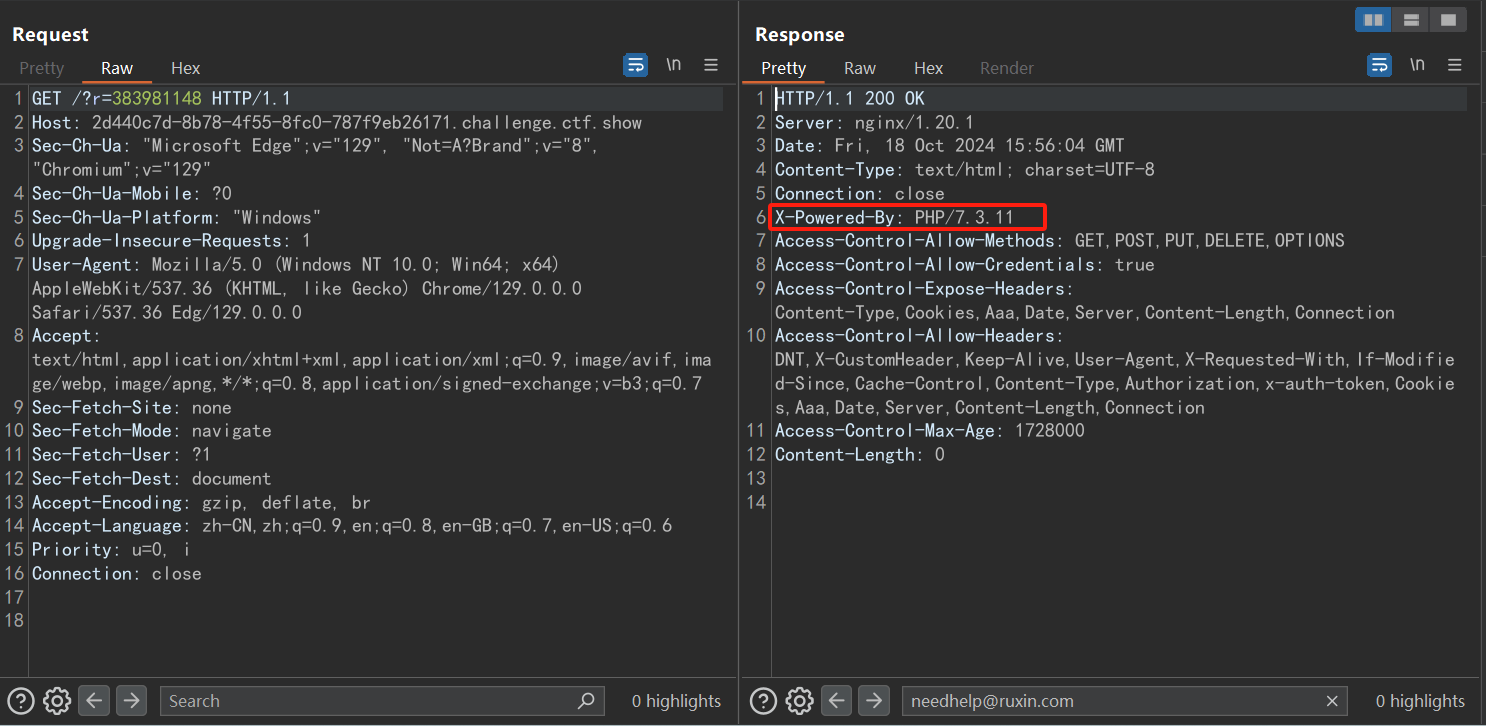 Request
Pretty Raw Hex
\n
1 GET /?r=383981148 HTTP/1.1
2 Host: 2d440c7d-8b78-4f55-8fc0-787f9eb26171.challenge.ctf.show
3 Sec-Ch-Ua: "Microsoft Edge";v="129", "Not=A?Brand";v="8",
"Chromium";v="129"
4 Sec-Ch-Ua-Mobile: ?0
5 Sec-Ch-Ua-Platform: "Windows"
6 Upgrade-Insecure-Requests: 1
7 User-Agent: Mozilla/5.0 (Windows NT 10.0; Win64; x64)
AppleWebKit/537.36 (KHTML, like Gecko) Chrome/129.0.0.0
Safari/537.36 Edg/129.0.0.0
8 Accept:
text/html,application/xhtml+xml,application/xml;q=0.9,image/avif,ima
ge/webp,image/apng,*/*;q=0.8,application/signed-exchange;v=b3;q=0.7
9 Sec-Fetch-Site: none
10 Sec-Fetch-Mode: navigate
11 Sec-Fetch-User: ?1
12 Sec-Fetch-Dest: document
13 Accept-Encoding: gzip, deflate, br
14 Accept-Language: zh-CN,zh;q=0.9,en;q=0.8,en-GB;q=0.7,en-US;q=0.6
15 Priority: u=0, i
16 Connection: close
17
18
Search
0 highlights
Response
Pretty Raw Hex Render
\n
1 HTTP/1.1 200 OK
2 Server: nginx/1.20.1
3 Date: Fri, 18 Oct 2024 15:56:04 GMT
4 Content-Type: text/html; charset=UTF-8
5 Connection: close
6 X-Powered-By: PHP/7.3.11
7 Access-Control-Allow-Methods: GET,POST,PUT,DELETE,OPTIONS
8 Access-Control-Allow-Credentials: true
9 Access-Control-Expose-Headers:
Content-Type,Cookies,Aaa,Date,Server,Content-Length,Connection
10 Access-Control-Allow-Headers:
DNT,X-CustomHeader,Keep-Alive,User-Agent,X-Requested-With,If-Modifie
d-Since,Cache-Control,Content-Type,Authorization,x-auth-token,Cookie
s,Aaa,Date,Server,Content-Length,Connection
11 Access-Control-Max-Age: 1728000
12 Content-Length: 0
13
14
needhelp@ruxin.com
0 highlights